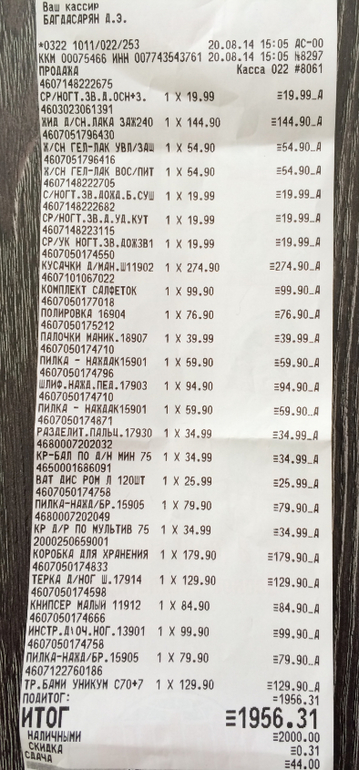 Ваш кассир
БАГДАСАРЯН Д.Э.
*0322 1011/022/253 20.08.14 15:05 АС-00
ККМ 00075466 ИНН 007743543761 20.08.14 15:05 №8297
ПРОДАЖА Касса 022 #8061
4607148222675
СР/НОГТ.ЗВ.Д.ОСН+З. 1 X 19.99 ≡19.99_А
4603023061391
ЖИД Д/СН.ЛАКА ЗАЖ240 1 X 144.90 ≡144.90_А
4607051796430
Ж/СН ГЕЛ-ЛАК УВЛ/ЗАЩ 1 X 54.90 ≡54.90_А
4607051796416
Ж/СН ГЕЛ-ЛАК ВОС/ПИТ 1 X 54.90 ≡54.90_А
4607148222705
С/НОГТ.ЗВ.ДОЖД.Б.СУШ 1 X 19.99 ≡19.99_А
4607148222682
СР/НОГТ.ЗВ.Д.УД.КУТ 1 X 19.99 ≡19.99_А
4607148223115
СР/УК НОГТ.ЗВ.ДОЖЗВ1 1 X 19.99 ≡19.99_А
4607050174550
КУСАЧКИ Д/МАН.Ш11902 1 X 274.90 ≡274.90_А
4607101067022
КОМПЛЕКТ САЛФЕТОК 1 X 99.90 ≡99.90_А
4607050177018
ПОЛИРОВКА 16904 1 X 76.90 ≡76.90_А
4607050175212
ПАЛОЧКИ МАНИК.18907 1 X 39.99 ≡39.99_А
4607050174710
ПИЛКА - НАЖДАК15901 1 X 59.90 ≡59.90_А
4607050174796
ШЛИФ.НАЖД.ПЕД.17903 1 X 94.90 ≡94.90_А
4607050174710
ПИЛКА - НАЖДАК15901 1 X 59.90 ≡59.90_А
4607050174871
РАЗДЕЛИТ.ПАЛЬЦ.17930 1 X 34.99 ≡34.99_А
4680007202032
КР-БАЛ ПО Д/Н МИН 75 1 X 34.99 ≡34.99_А
4650001686091
ВАТ ДИС РОМ Л 120ШТ 1 X 25.99 ≡25.99_А
4607050174758
ПИЛКА-НАЖД/БР.15905 1 X 79.90 ≡79.90_А
4680007202049
КР Д/Р ПО МУЛЬТИВ 75 1 X 34.99 ≡34.99_А
2000250659001
КОРОБКА ДЛЯ ХРАНЕНИЯ 1 X 179.90 ≡179.90_А
4607050174833
ТЕРКА Д/НОГ Ш.17914 1 X 129.90 ≡129.90_А
4607050174598
КНИПСЕР МАЛЫЙ 11912 1 X 84.90 ≡84.90_А
4607050174666
ИНСТР.Д\ОЧ.НОГ.13901 1 X 99.90 ≡99.90_А
4607050174758
ПИЛКА-НАЖД/БР.15905 1 X 79.90 ≡79.90_А
4607122760186
ТР.БАМИ УНИКУМ С70+7 1 X 129.90 ≡129.90_А
ПОДИТОГ: ≡1956.31
ИТОГ ≡1956.31
НАЛИЧНЫМИ ≡2000.00
СКИДКА ≡0.31
СДАЧА ≡44.00